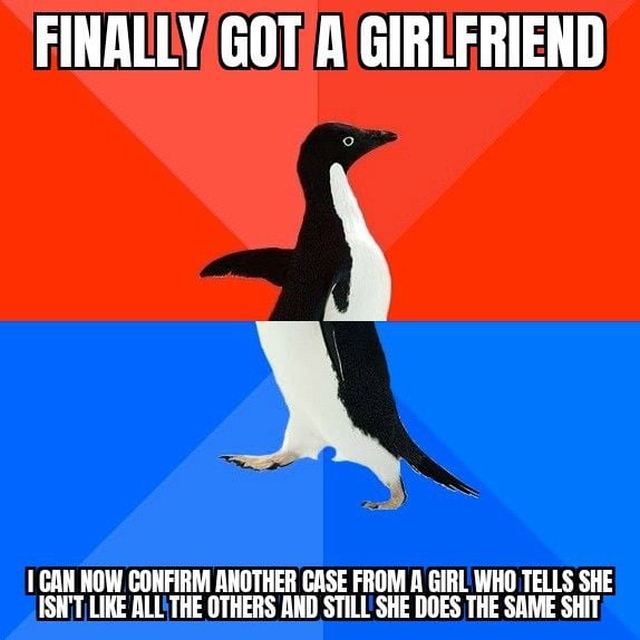 FINALLY GOT A GIRLFRIEND
I CAN NOW CONFIRM ANOTHER CASE FROM A GIRL WHO TELLS SHE
ISN'T LIKE ALL THE OTHERS AND STILL SHE DOES THE SAME SHIT